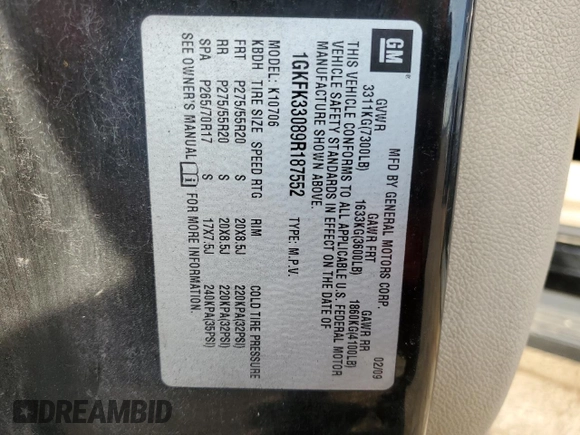 GM
MFD BY GENERAL MOTORS CORP. 02/09
GVWR GAWR FRT GAWR RR
3311KG(7300LB) 1633KG(3600LB) 1860KG(4100LB)
THIS VEHICLE CONFORMS TO ALL APPLICABLE U.S. FEDERAL MOTOR
VEHICLE SAFETY STANDARDS IN EFFECT ON THE DATE OF
MANUFACTURE SHOWN ABOVE.
1GKFK33089R187552 TYPE: M.P.V.
MODEL: K10706
KBDH TIRE SIZE SPEED RTG RIM COLD TIRE PRESSURE
FRT P275/55R20 S 20X8.5J 220KPA(32PSI)
RR P275/55R20 S 20X8.5J 220KPA(32PSI)
SPA P265/70R17 S 17X7.5J 240KPA(35PSI)
SEE OWNER'S MANUAL FOR MORE INFORMATION.
DREAMBID